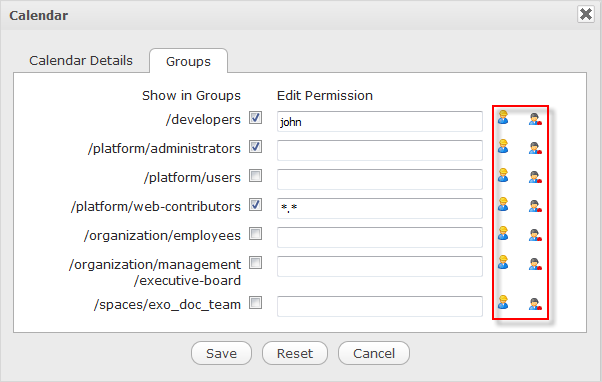 Calendar
Calendar Details
Groups
Show in Groups
Edit Permission
/developers
john
/platform/administrators
/platform/users
/platform/web-contributors
*.*
/organization/employees
/organization/management
/executive-board
/spaces/exo_doc_team
Save
Reset
Cancel